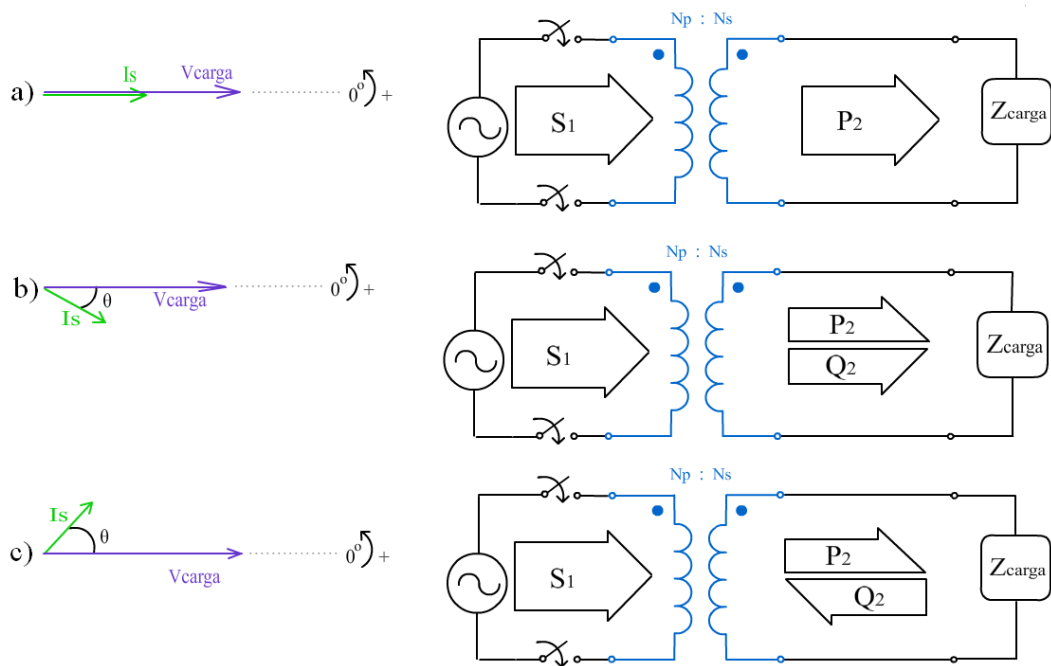 Np : Ns
a) Is Vcarga 0° + S1 P2 Zcarga
Np : Ns
b) θ Is Vcarga 0° + S1 P2 Q2 Zcarga
Np : Ns
c) Is θ Vcarga 0° + S1 P2 Q2 Zcarga